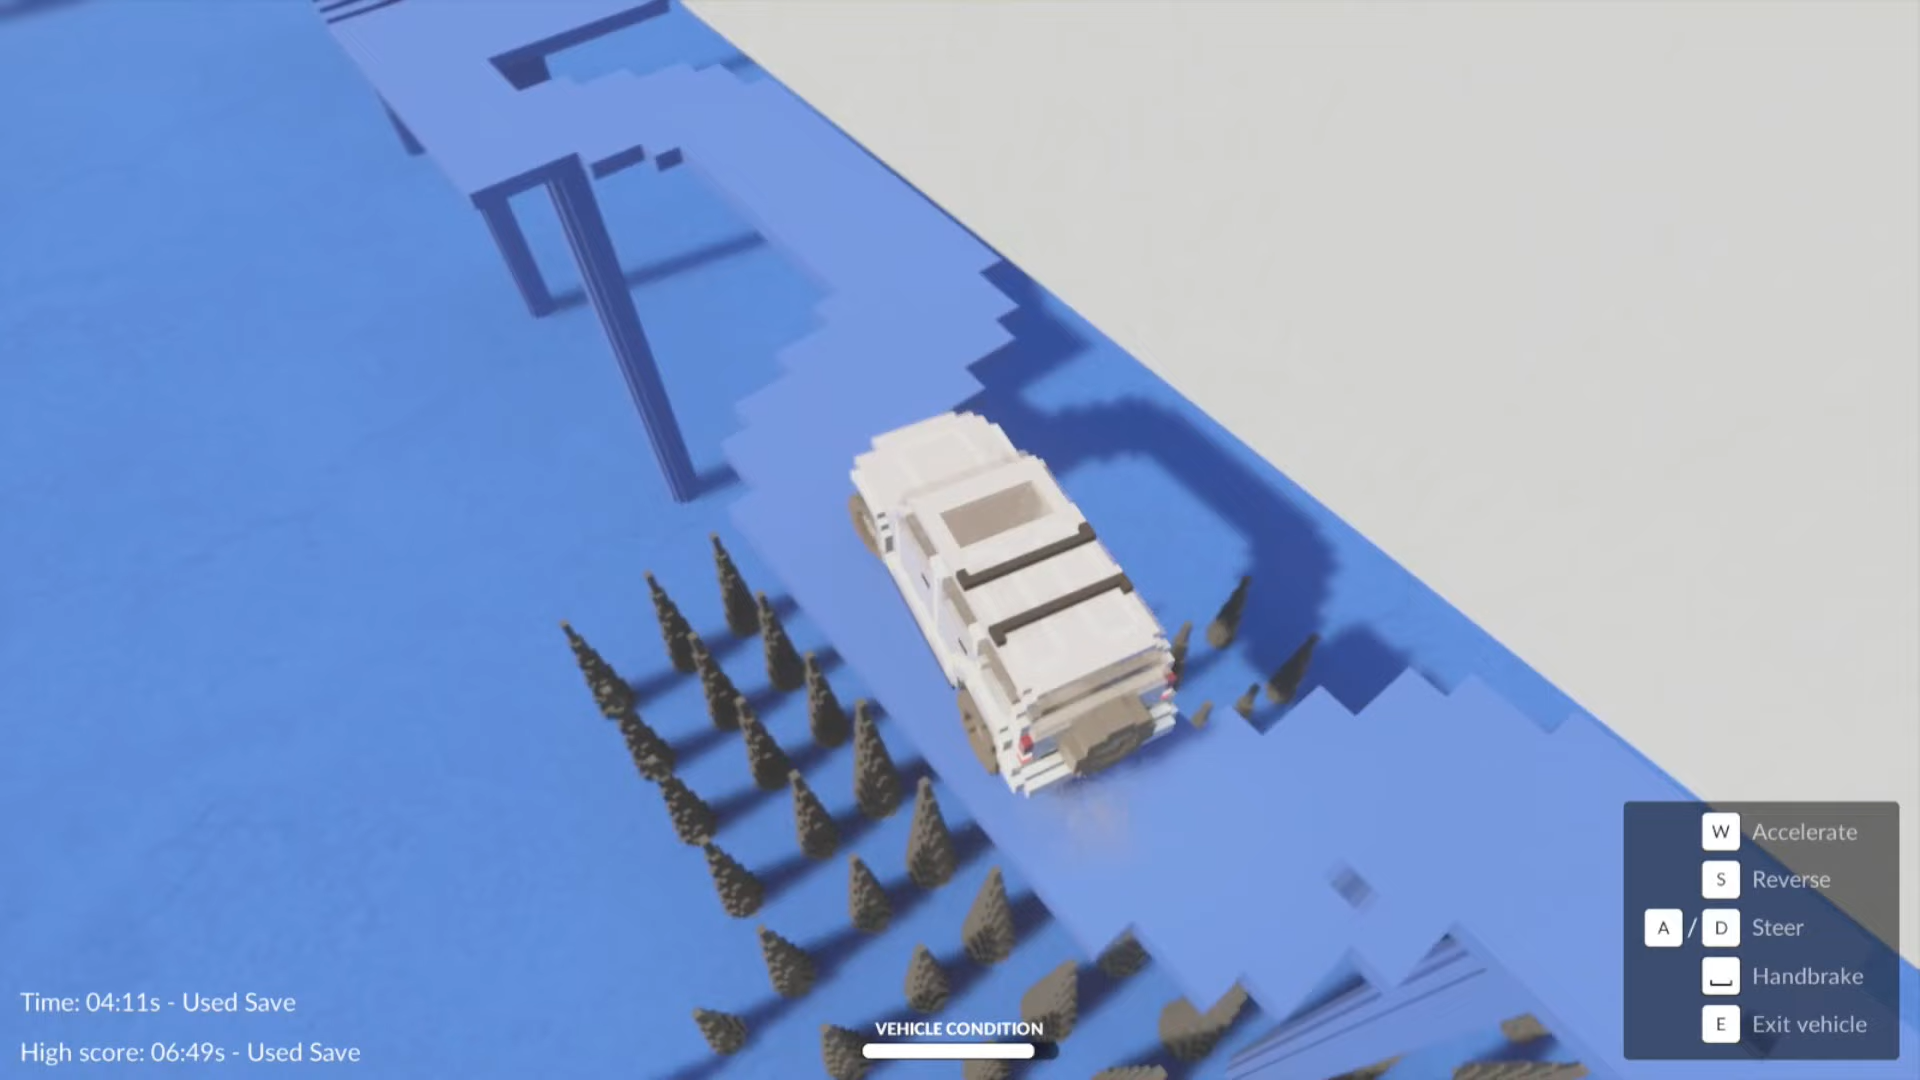 W Accelerate
S Reverse
A / D Steer
Handbrake
E Exit vehicle
Time: 04:11s - Used Save
High score: 06:49s - Used Save
VEHICLE CONDITION